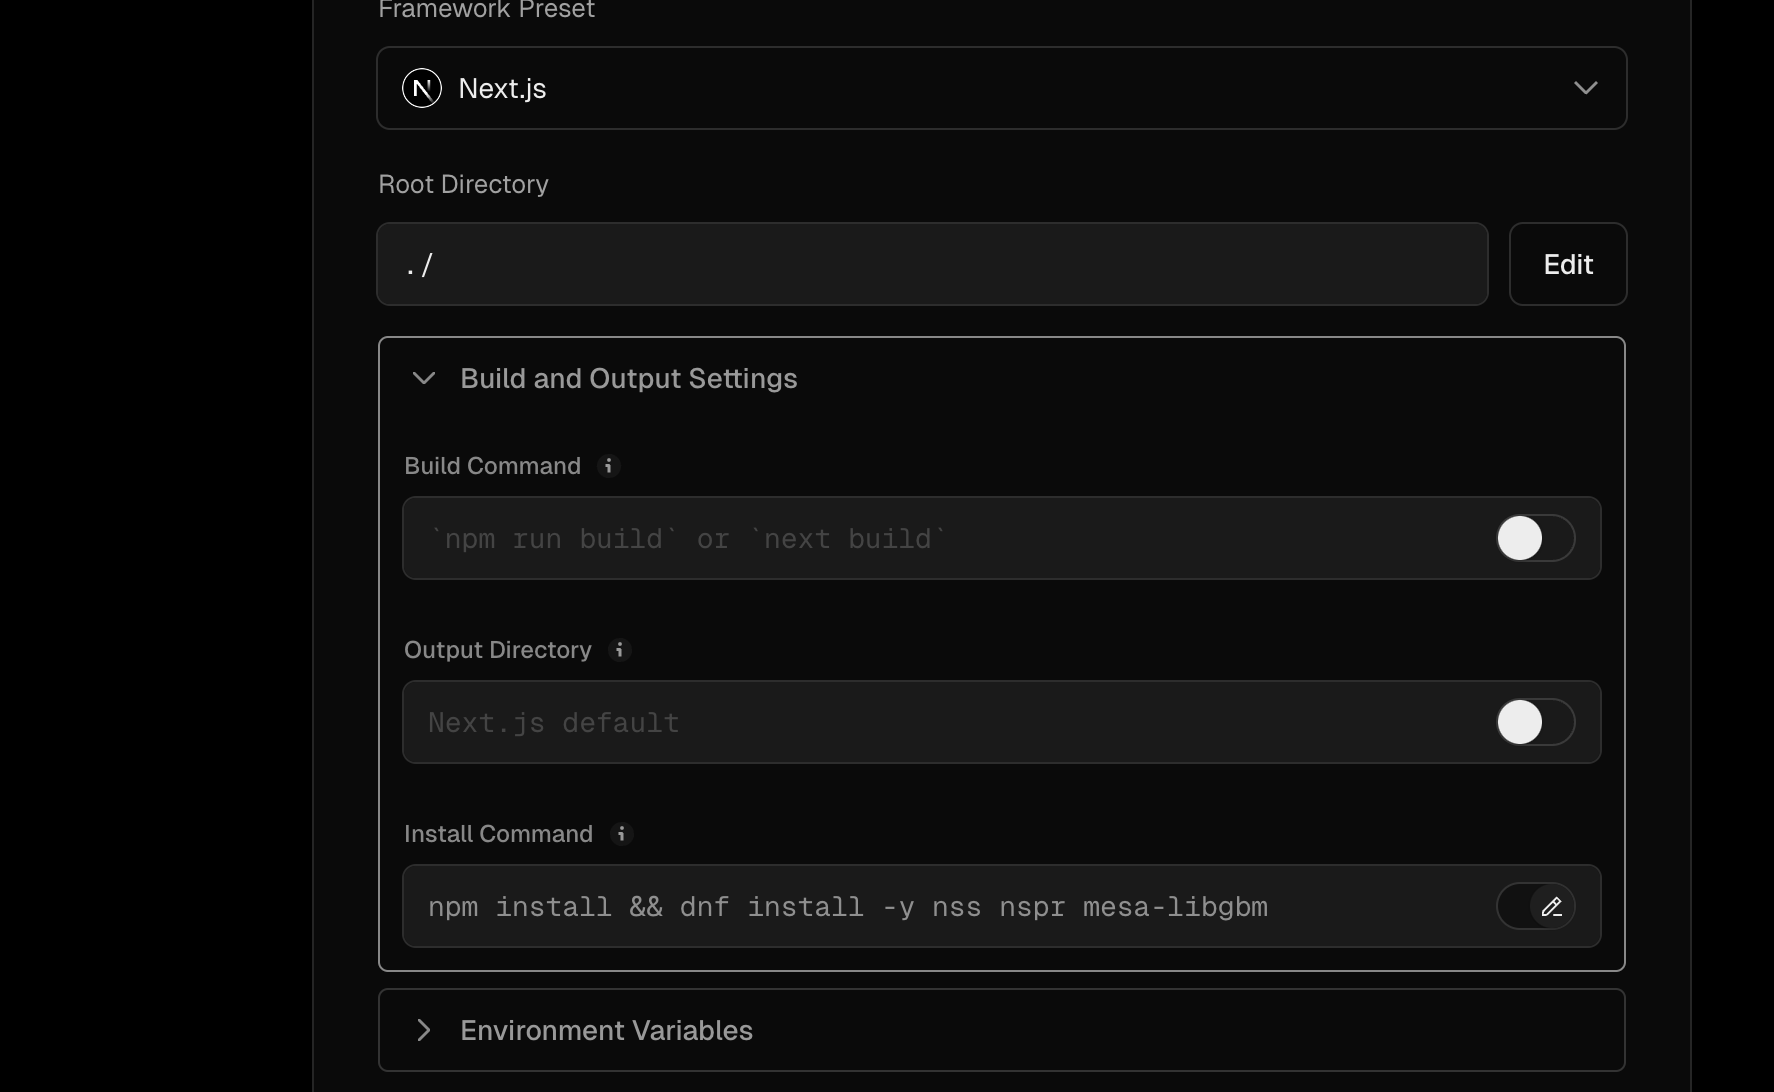 Framework Preset
Next.js
Root Directory
./
Edit
Build and Output Settings
Build Command
`npm run build` or `next build`
Output Directory
Next.js default
Install Command
npm install && dnf install -y nss nspr mesa-libgbm
Environment Variables